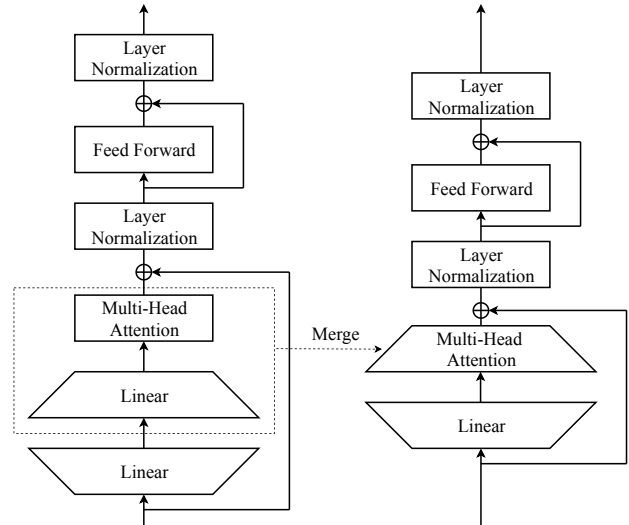 Layer
Normalization
Feed Forward
Layer
Normalization
Multi-Head
Attention
Linear
Linear
Merge
Layer
Normalization
Feed Forward
Layer
Normalization
Multi-Head
Attention
Linear